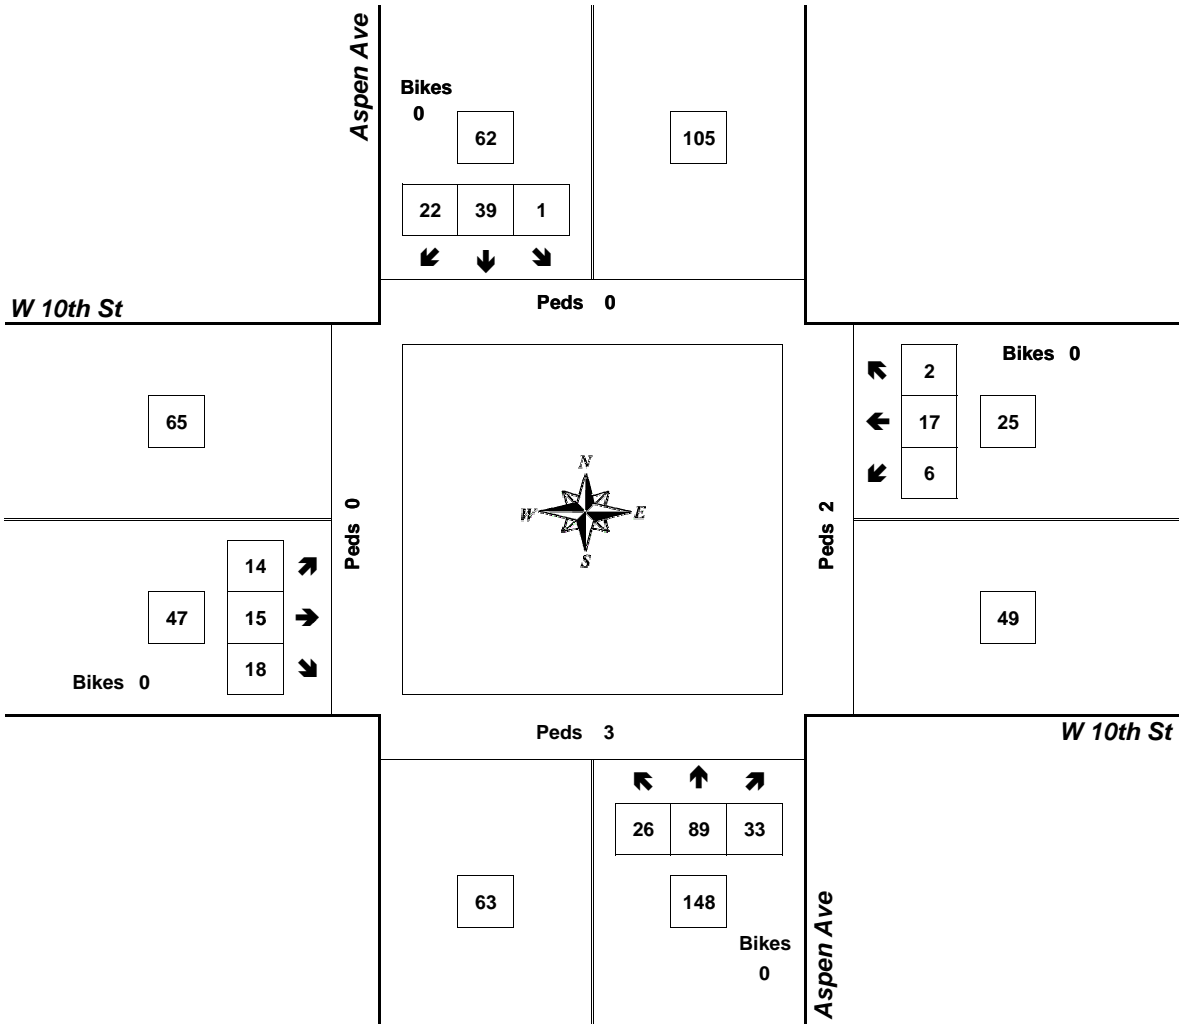 Aspen Ave
Bikes
0
62
105
22 39 1
Peds 0
W 10th St
2
Bikes 0
65
17
25
6
N
W E
S
Peds 0
Peds 2
14
47
15
49
18
Bikes 0
Peds 3
W 10th St
26 89 33
63
148
Bikes
0
Aspen Ave